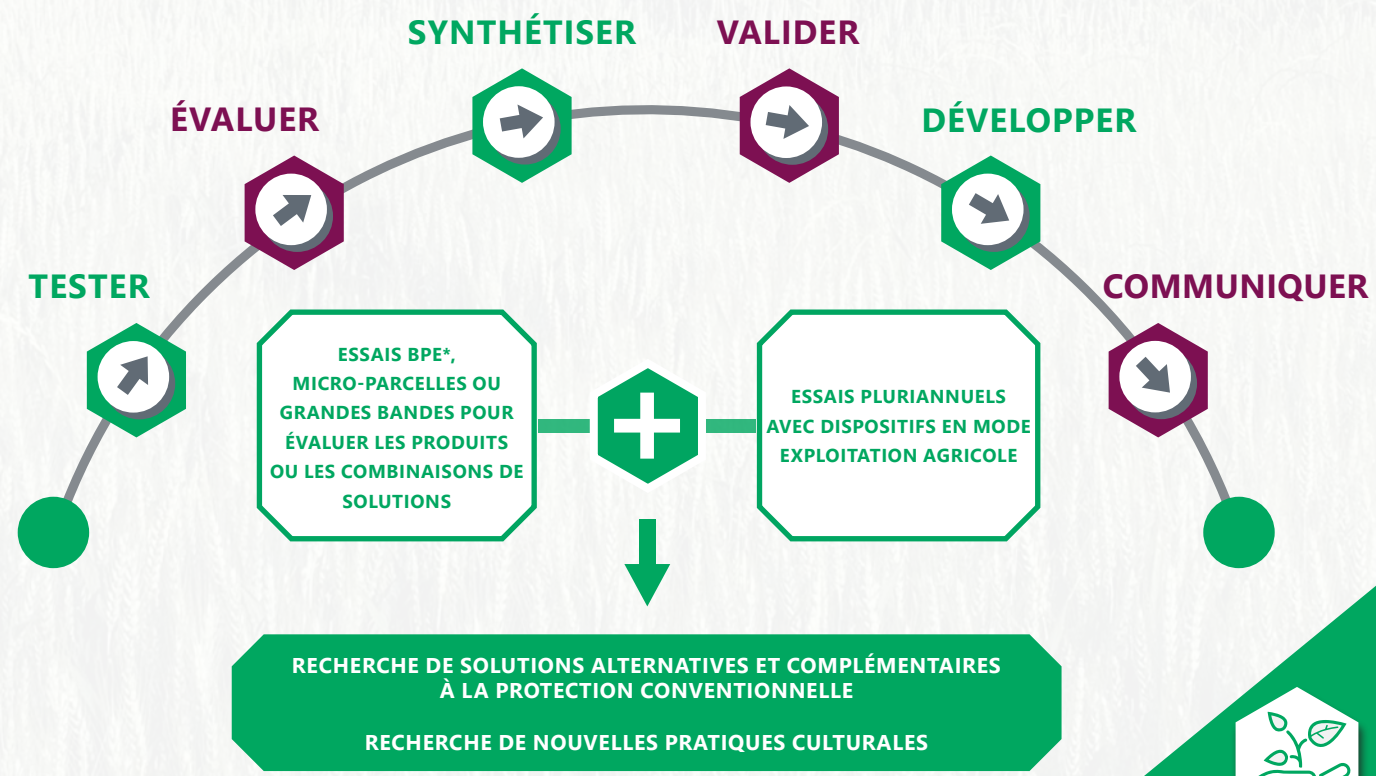 SYNTHÉTISER
VALIDER
ÉVALUER
DÉVELOPPER
TESTER
COMMUNIQUER
ESSAIS BPE*,
MICRO-PARCELLES OU
GRANDES BANDES POUR
ÉVALUER LES PRODUITS
OU LES COMBINAISONS DE
SOLUTIONS
ESSAIS PLURIANNUELS
AVEC DISPOSITIFS EN MODE
EXPLOITATION AGRICOLE
RECHERCHE DE SOLUTIONS ALTERNATIVES ET COMPLÉMENTAIRES
À LA PROTECTION CONVENTIONNELLE
RECHERCHE DE NOUVELLES PRATIQUES CULTURALES